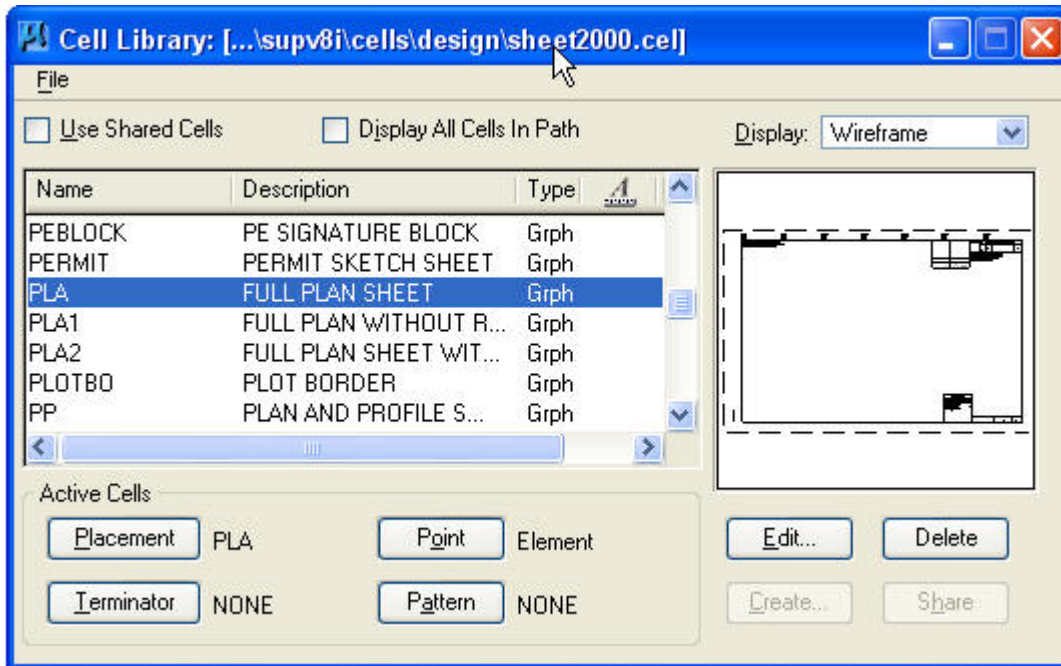 Cell Library: [...\supv8i\cells\design\sheet2000.cel]
File
Use Shared Cells Display All Cells In Path Display: Wireframe
Name Description Type A
PEBLOCK PE SIGNATURE BLOCK Grph
PERMIT PERMIT SKETCH SHEET Grph
PLA FULL PLAN SHEET Grph
PLA1 FULL PLAN WITHOUT R... Grph
PLA2 FULL PLAN SHEET WIT... Grph
PLOTBO PLOT BORDER Grph
PP PLAN AND PROFILE S... Grph
Active Cells
Placement PLA Point Element Edit... Delete
Terminator NONE Pattern NONE Create... Share